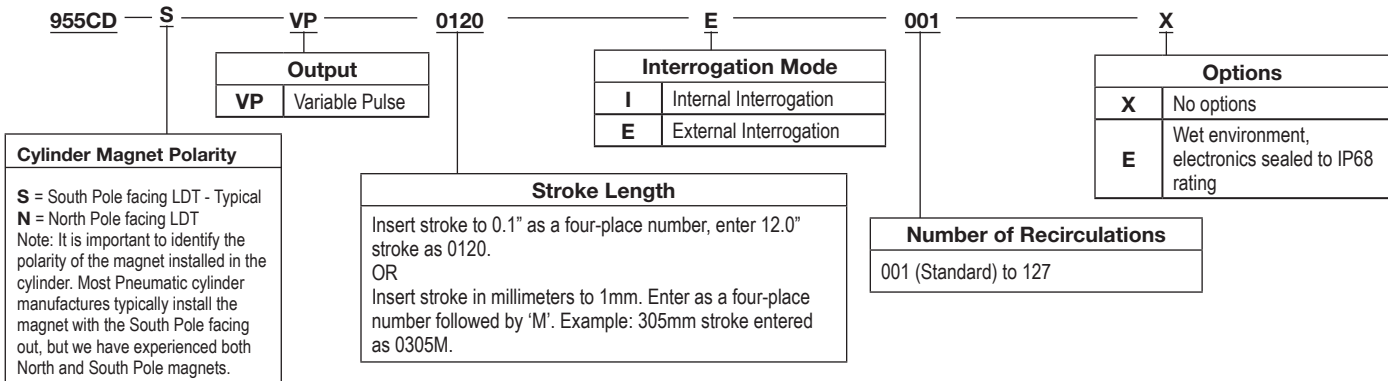 955CD S VP 0120 E 001 X
Output
VP Variable Pulse
Interrogation Mode
I Internal Interrogation
E External Interrogation
Options
X No options
E Wet environment,
electronics sealed to IP68
rating
Cylinder Magnet Polarity
S = South Pole facing LDT - Typical
N = North Pole facing LDT
Note: It is important to identify the
polarity of the magnet installed in the
cylinder. Most Pneumatic cylinder
manufactures typically install the
magnet with the South Pole facing
out, but we have experienced both
North and South Pole magnets.
Stroke Length
Insert stroke to 0.1” as a four-place number, enter 12.0”
stroke as 0120.
OR
Insert stroke in millimeters to 1mm. Enter as a four-place
number followed by ‘M’. Example: 305mm stroke entered
as 0305M.
Number of Recirculations
001 (Standard) to 127